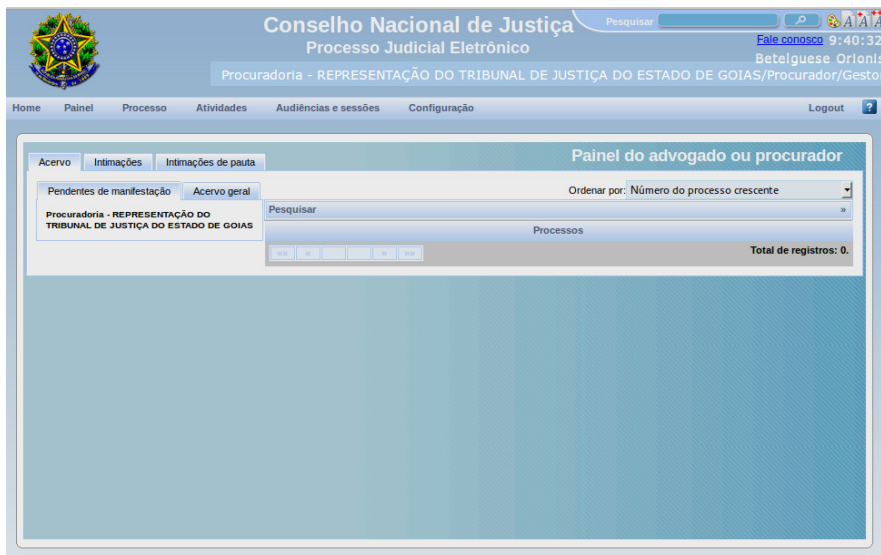 Conselho Nacional de Justiça
Pesquisar
A A A
Processo Judicial Eletrônico
Fale conosco 9:40:32
Betelguese Orionis
Procuradoria - REPRESENTAÇÃO DO TRIBUNAL DE JUSTIÇA DO ESTADO DE GOIAS/Procurador/Gestor
Home Painel Processo Atividades Audiências e sessões Configuração Logout ?
Painel do advogado ou procurador
Acervo Intimações Intimações de pauta
Pendentes de manifestação Acervo geral
Ordenar por: Número do processo crescente
Procuradoria - REPRESENTAÇÃO DO
TRIBUNAL DE JUSTIÇA DO ESTADO DE GOIAS
Pesquisar »
Processos
«« « » »»
Total de registros: 0.